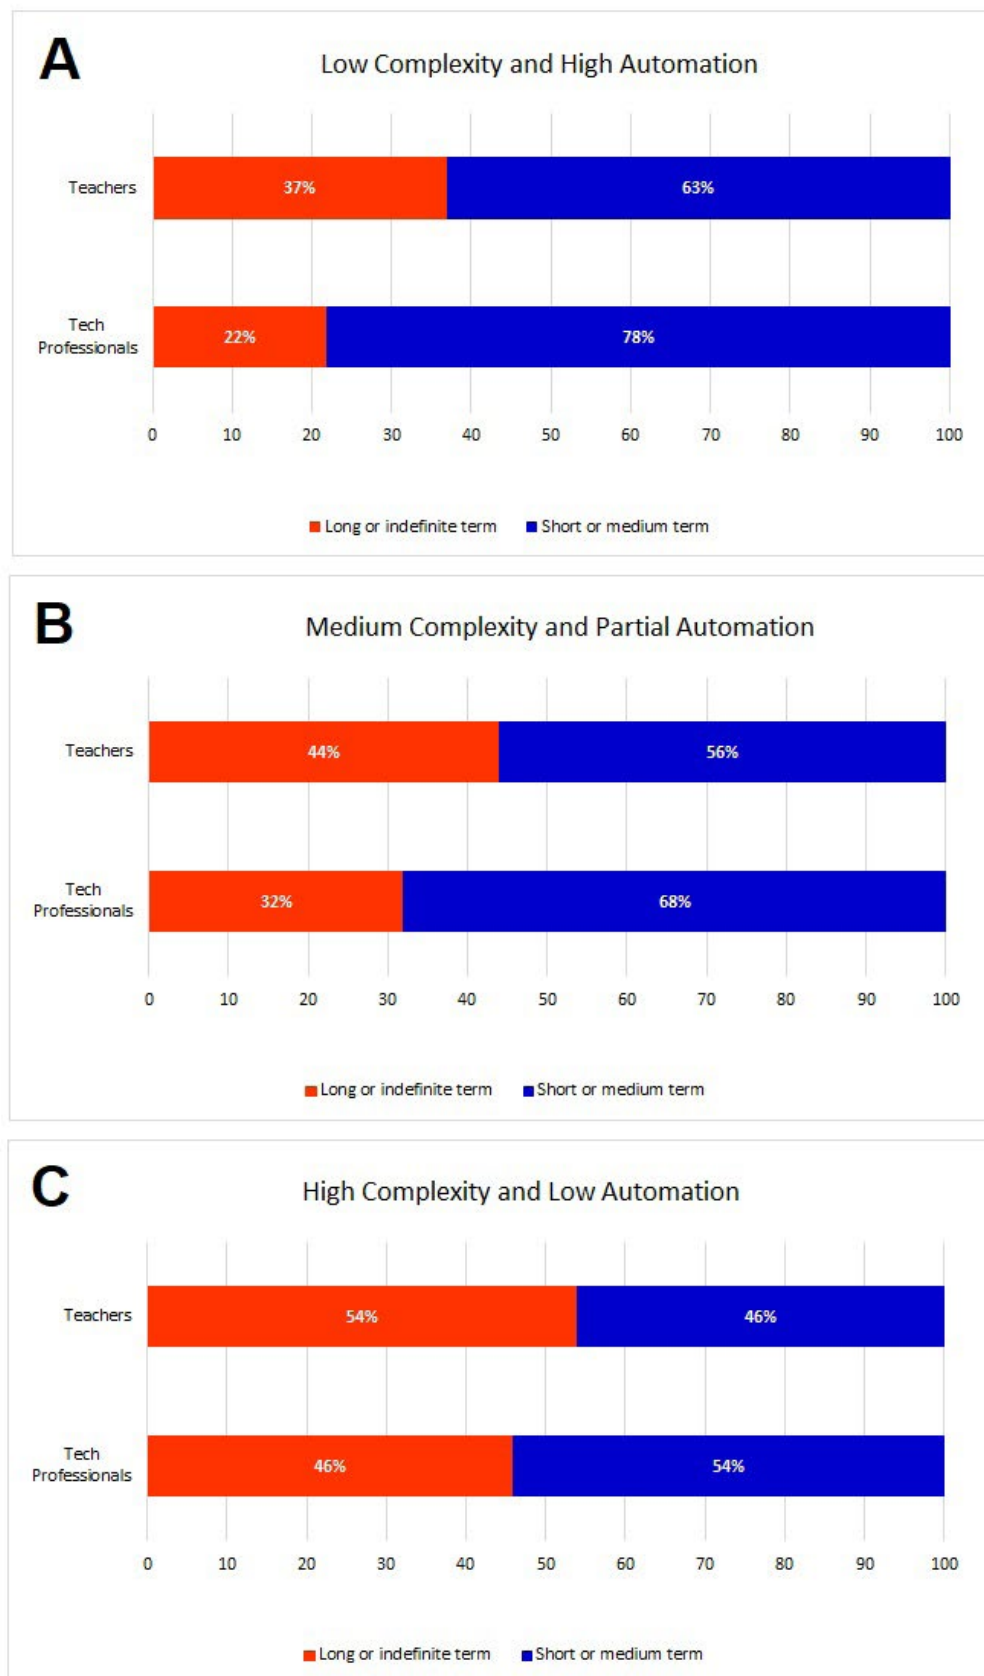 A
Low Complexity and High Automation
Teachers
37%
63%
Tech
Professionals
22%
78%
0 10 20 30 40 50 60 70 80 90 100
Long or indefinite term Short or medium term
B
Medium Complexity and Partial Automation
Teachers
44%
56%
Tech
Professionals
32%
68%
0 10 20 30 40 50 60 70 80 90 100
Long or indefinite term Short or medium term
C
High Complexity and Low Automation
Teachers
54%
46%
Tech
Professionals
46%
54%
0 10 20 30 40 50 60 70 80 90 100
Long or indefinite term Short or medium term